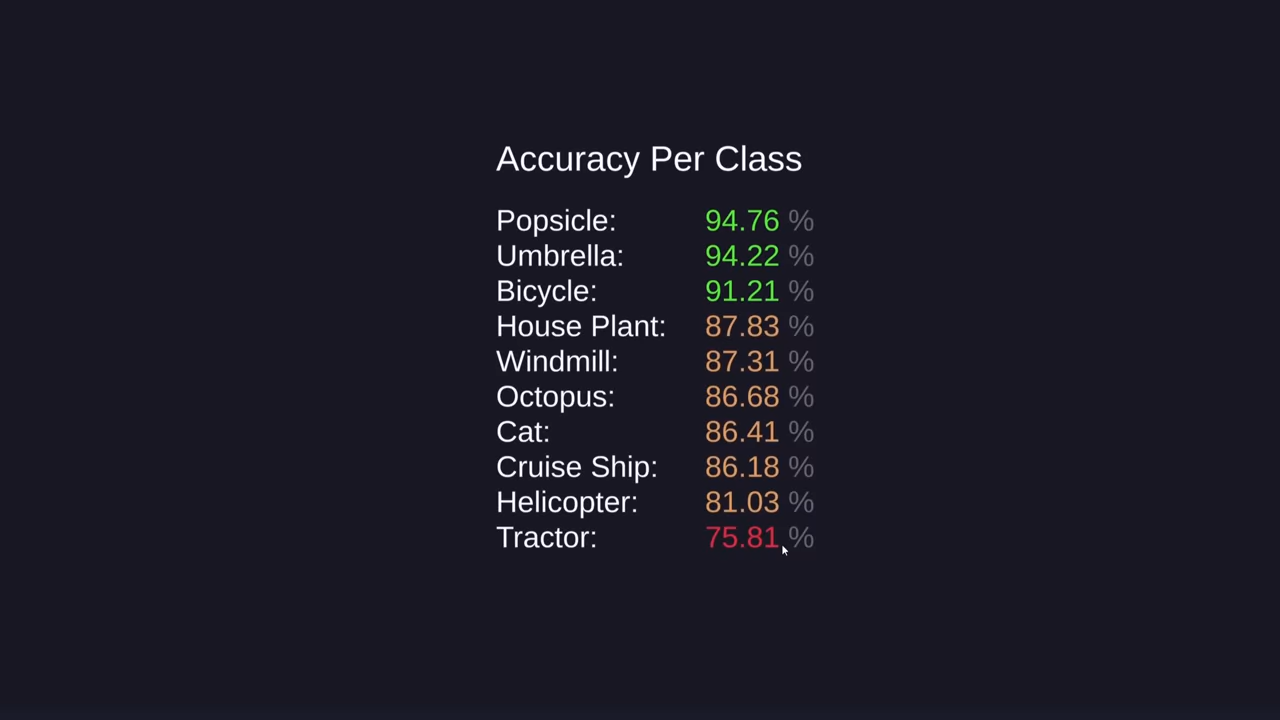 Accuracy Per Class
Popsicle: 94.76 %
Umbrella: 94.22 %
Bicycle: 91.21 %
House Plant: 87.83 %
Windmill: 87.31 %
Octopus: 86.68 %
Cat: 86.41 %
Cruise Ship: 86.18 %
Helicopter: 81.03 %
Tractor: 75.81 %